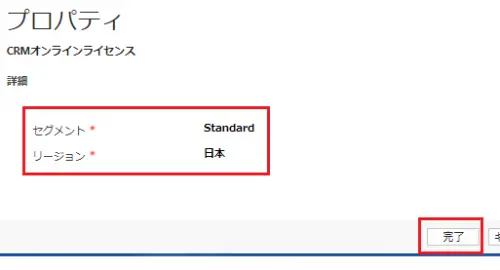 プロパティ
CRMオンラインライセンス
詳細
セグメント * Standard
リージョン * 日本
完了 キ